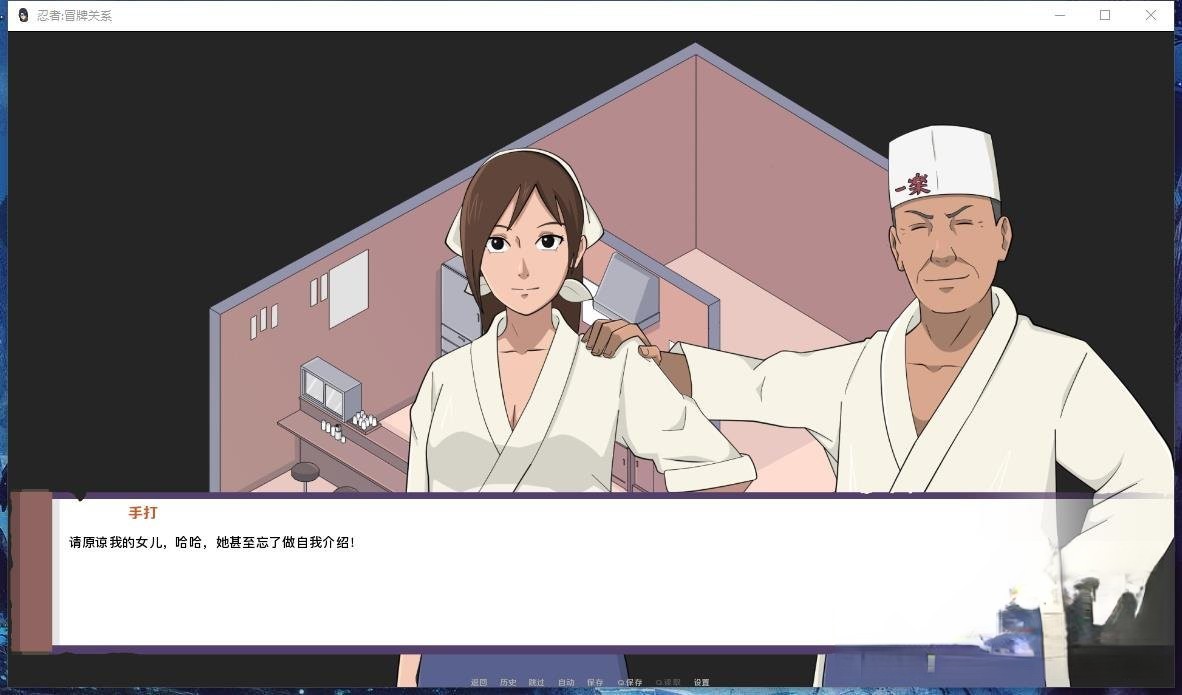 忍者:冒牌关系
一楽
手打
请原谅我的女儿，哈哈，她甚至忘了做自我介绍！
返回 历史 跳过 自动 保存 Q保存 Q读取 设置